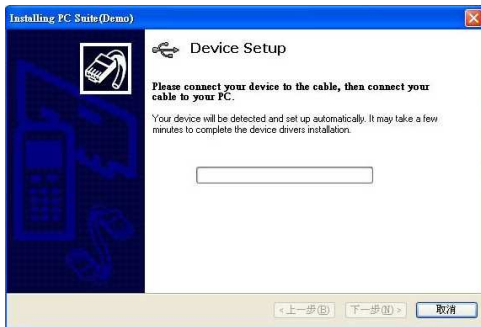 Installing PC Suite(Demo)
Device Setup
Please connect your device to the cable, then connect your
cable to your PC.
Your device will be detected and set up automatically. It may take a few
minutes to complete the device drivers installation.
<上一步(B) 下一步(N)> 取消